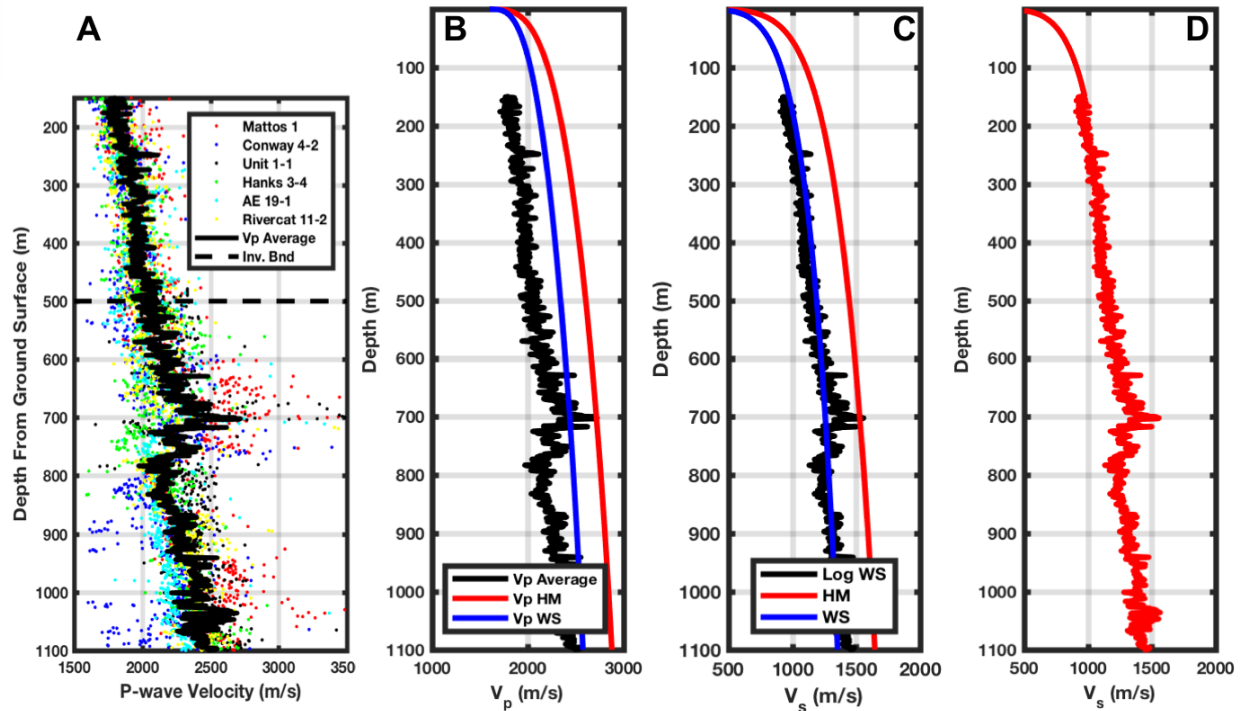 A
B
C
D
Depth From Ground Surface (m)
200
300
400
500
600
700
800
900
1000
1100
Mattos 1
Conway 4-2
Unit 1-1
Hanks 3-4
AE 19-1
Rivercat 11-2
Vp Average
Inv. Bnd
1500 2000 2500 3000 350
P-wave Velocity (m/s)
Depth (m)
100
200
300
400
500
600
700
800
900
1000
1100
Vp Average
Vp HM
Vp WS
1000 2000 3000
Vp (m/s)
Depth (m)
100
200
300
400
500
600
700
800
900
1000
1100
Log WS
HM
WS
500 1000 1500 2000
Vs (m/s)
Depth (m)
100
200
300
400
500
600
700
800
900
1000
1100
500 1000 1500 2000
Vs (m/s)